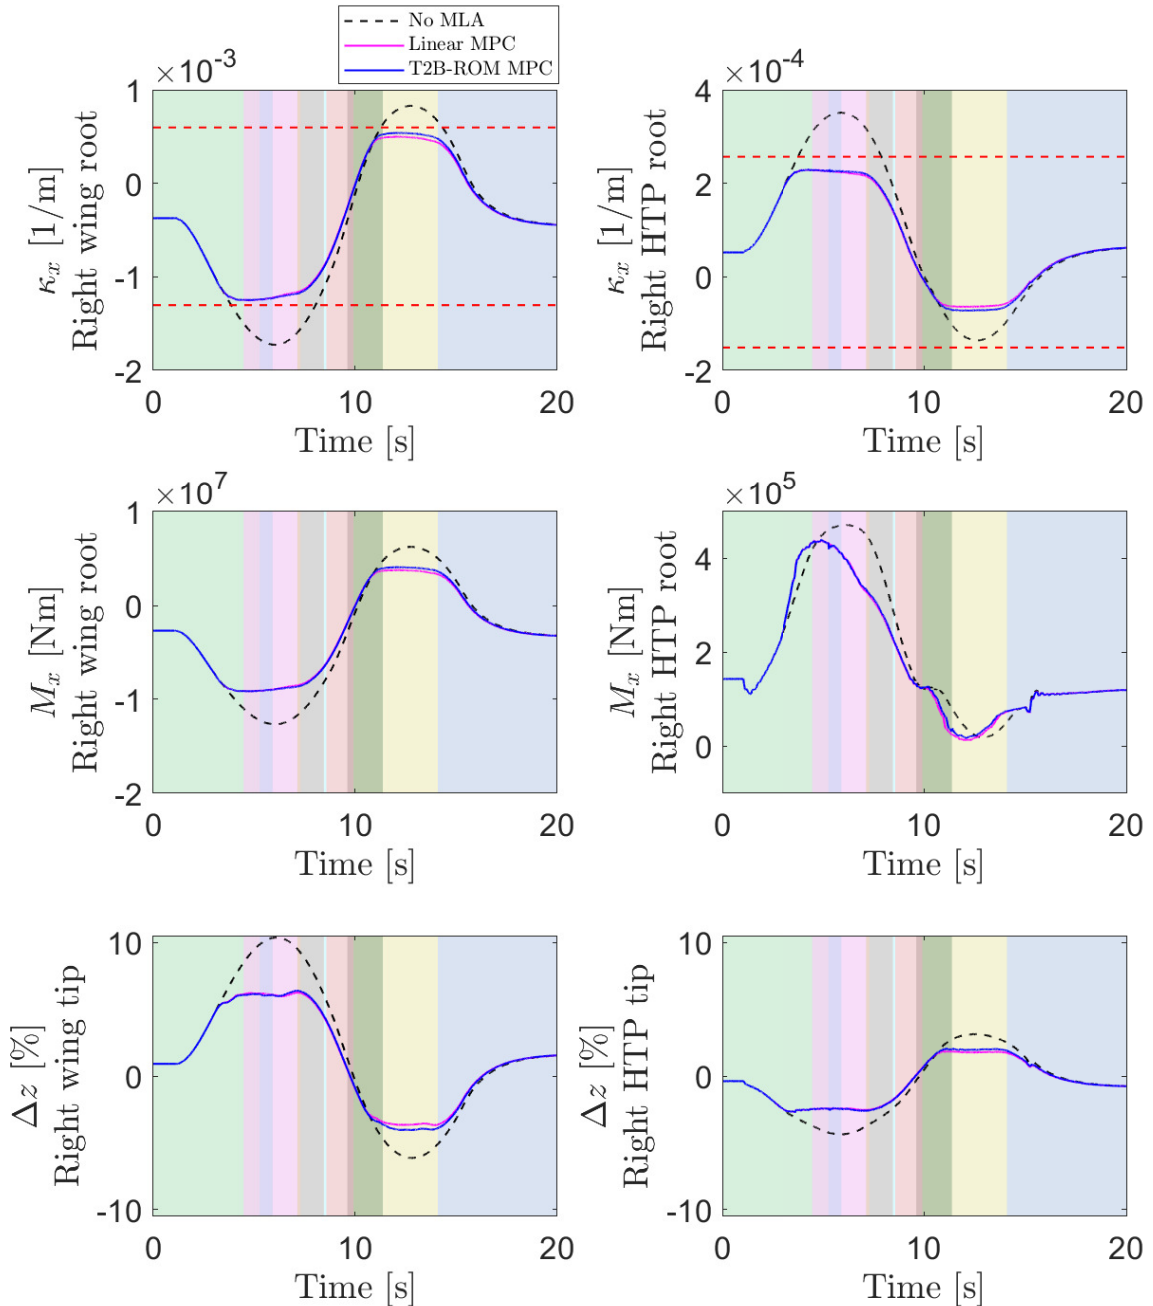 No MLA
Linear MPC
T2B-ROM MPC
×10⁻³
1
0
-1
-2
κₓ [1/m]
Right wing root
0
10
20
Time [s]
×10⁻⁴
4
2
0
-2
κₓ [1/m]
Right HTP root
0
10
20
Time [s]
×10⁷
1
0
-1
-2
Mₓ [Nm]
Right wing root
0
10
20
Time [s]
×10⁵
4
2
0
Mₓ [Nm]
Right HTP root
0
10
20
Time [s]
10
0
-10
Δz [%]
Right wing tip
0
10
20
Time [s]
10
0
-10
Δz [%]
Right HTP tip
0
10
20
Time [s]